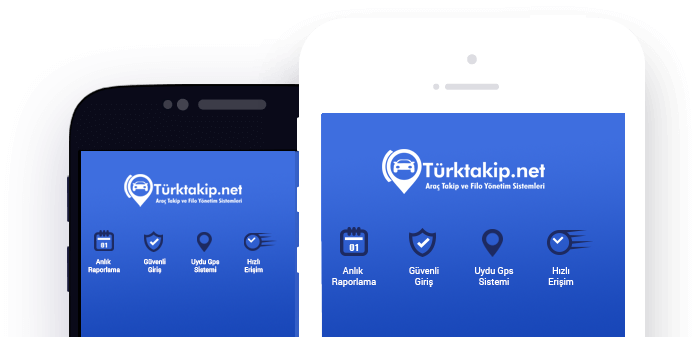 Türktakip.net
Araç Takip ve Filo Yönetim Sistemleri
01
Anlık
Raporlama
Güvenli
Giriş
Uydu Gps
Sistemi
Hızlı
Erişim
Türktakip.net
Araç Takip ve Filo Yönetim Sistemleri
01
Anlık
Raporlama
Güvenli
Giriş
Uydu Gps
Sistemi
Hızlı
Erişim